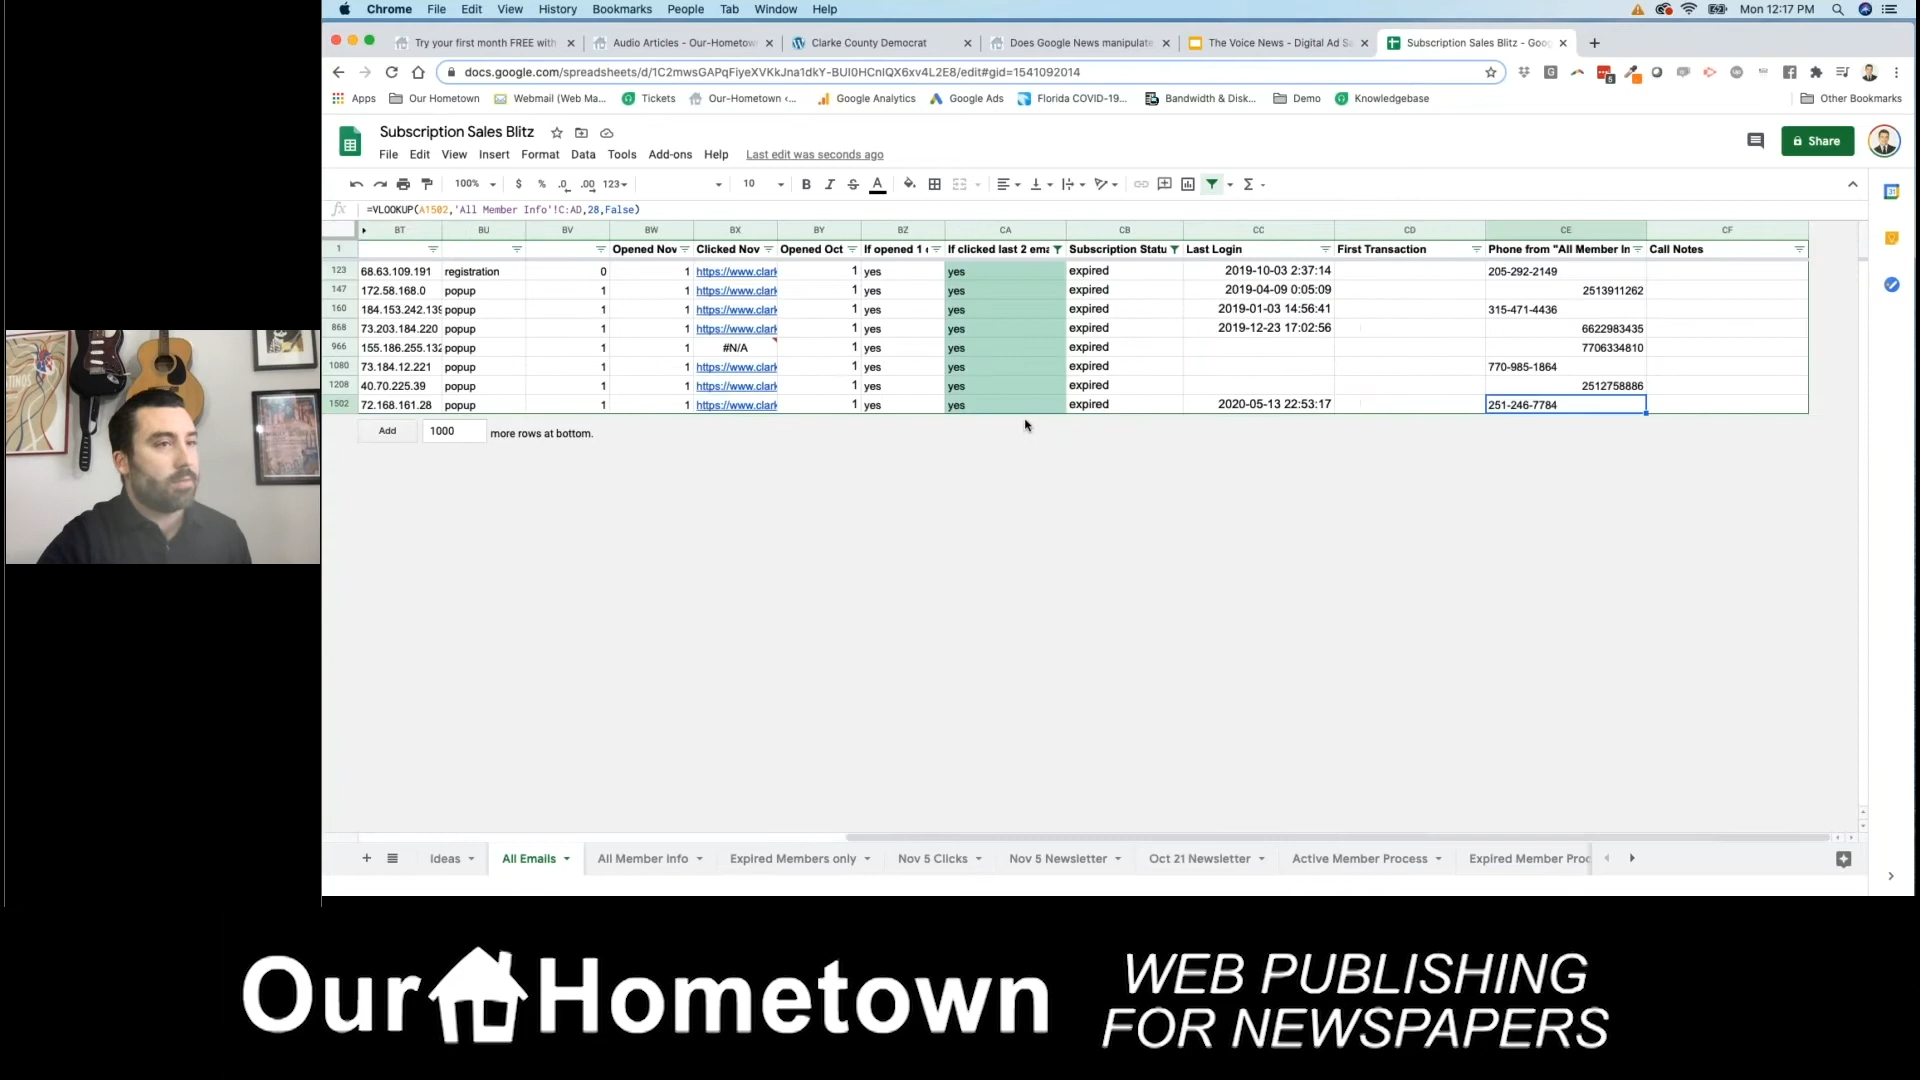 Chrome File Edit View History Bookmarks People Tab Window Help Mon 12:17 PM
Try your first month FREE with Audio Articles - Our-Hometown Clarke County Democrat Does Google News manipulate The Voice News - Digital Ad Sa Subscription Sales Blitz - Goog
docs.google.com/spreadsheets/d/1C2mwsGAPqFiyeXVKkJna1dkY-BUI0HCnIQX6xv4L2E8/edit#gid=1541092014
Apps Our Hometown Webmail (Web Ma... Tickets Our-Hometown ‹... Google Analytics Google Ads Florida COVID-19... Bandwidth & Disk... Demo Knowledgebase Other Bookmarks
Subscription Sales Blitz
File Edit View Insert Format Data Tools Add-ons Help Last edit was seconds ago
Share
100% $ % .0 .00 123 10 B I S A
=VLOOKUP(A1502,'All Member Info'!C:AD,28,False)
BT BU BV BW BX BY BZ CA CB CC CD CE CF
1 Opened Nov Clicked Nov Opened Oct If opened 1 If clicked last 2 ema Subscription Statu Last Login First Transaction Phone from "All Member In Call Notes
123 68.63.109.191 registration 0 1 https://www.clark 1 yes yes expired 2019-10-03 2:37:14 205-292-2149
147 172.58.168.0 popup 1 1 https://www.clark 1 yes yes expired 2019-04-09 0:05:09 2513911262
160 184.153.242.139 popup 1 1 https://www.clark 1 yes yes expired 2019-01-03 14:56:41 315-471-4436
868 73.203.184.220 popup 1 1 https://www.clark 1 yes yes expired 2019-12-23 17:02:56 6622983435
966 155.186.255.132 popup 1 1 #N/A 1 yes yes expired 7706334810
1080 73.184.12.221 popup 1 1 https://www.clark 1 yes yes expired 770-985-1864
1208 40.70.225.39 popup 1 1 https://www.clark 1 yes yes expired 2512758886
1502 72.168.161.28 popup 1 1 https://www.clark 1 yes yes expired 2020-05-13 22:53:17 251-246-7784
Add 1000 more rows at bottom.
Ideas All Emails All Member Info Expired Members only Nov 5 Clicks Nov 5 Newsletter Oct 21 Newsletter Active Member Process Expired Member Proc
Our Hometown
WEB PUBLISHING
FOR NEWSPAPERS